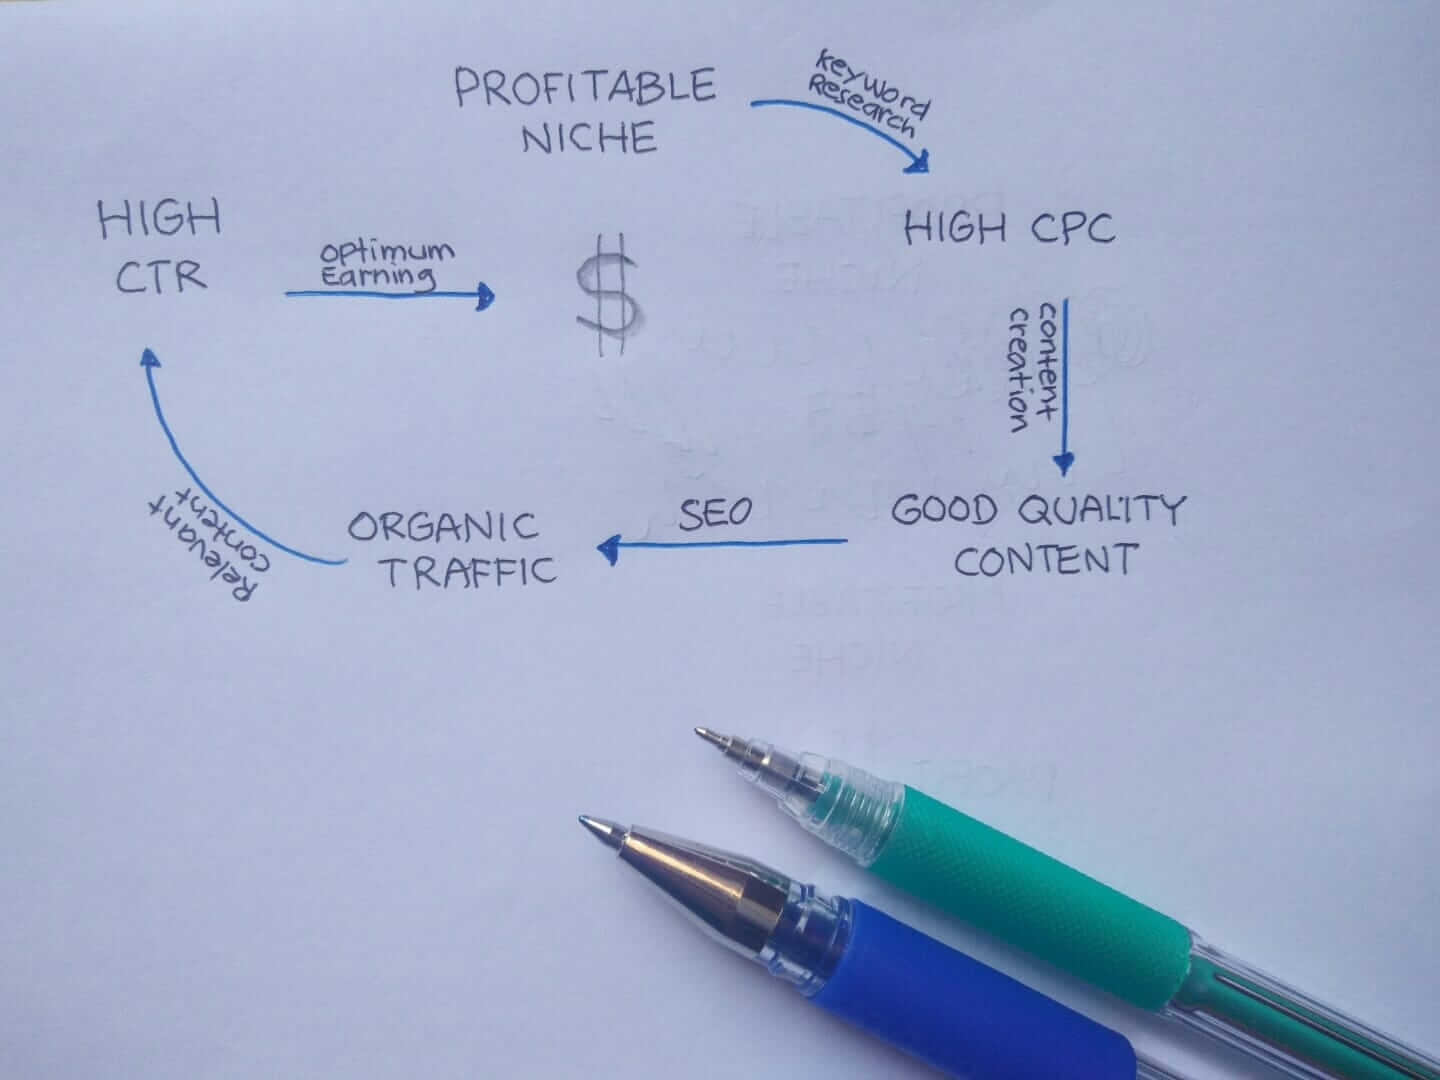 PROFITABLE
NICHE
Keyword
Research
HIGH CPC
content
creation
GOOD QUALITY
CONTENT
SEO
ORGANIC
TRAFFIC
Relevant
content
HIGH
CTR
optimum
Earning
$